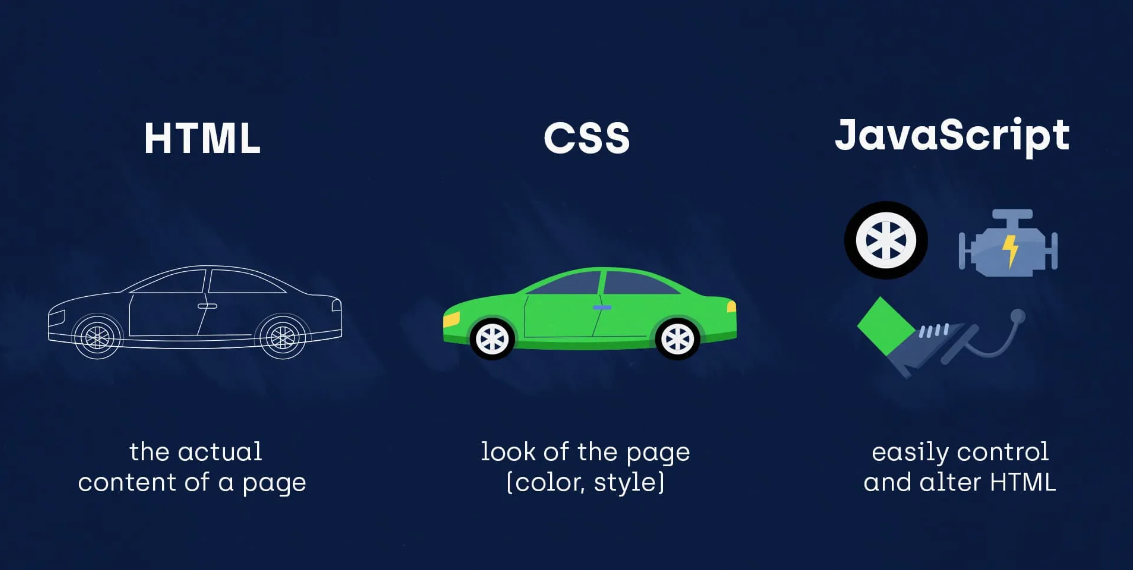 HTML
the actual
content of a page
CSS
look of the page
(color, style)
JavaScript
easily control
and alter HTML